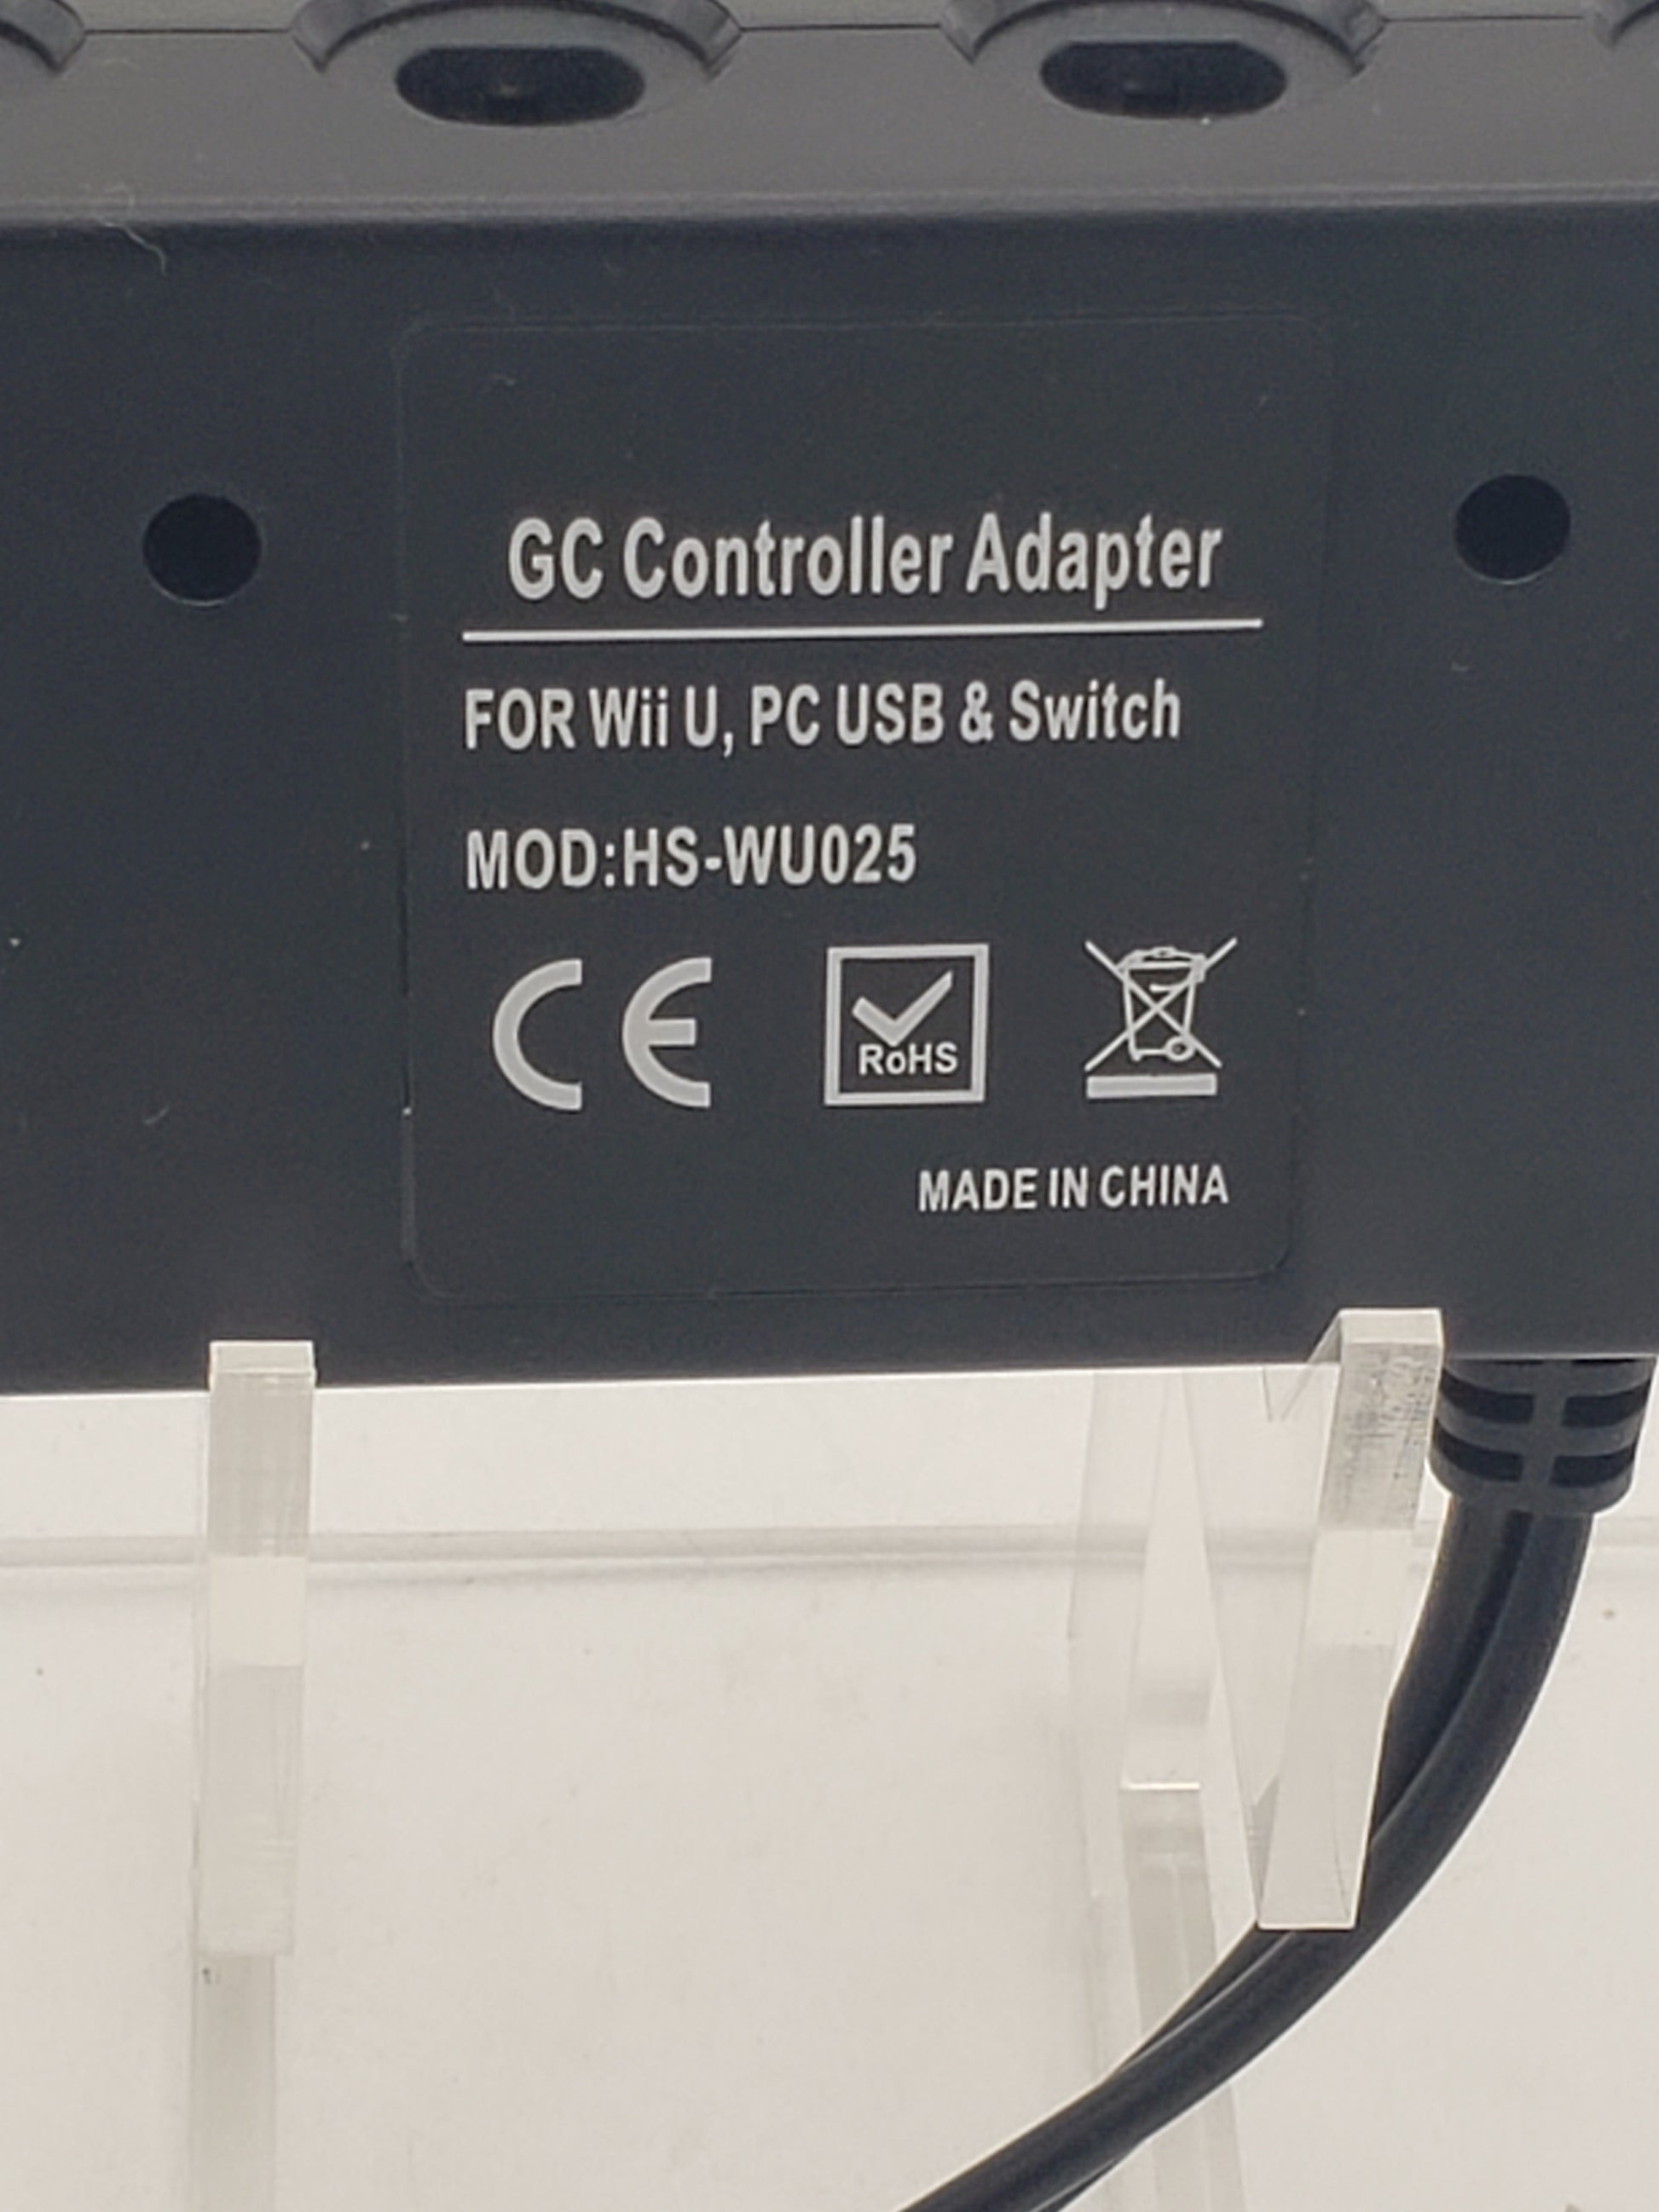 GC Controller Adapter
FOR Wii U, PC USB & Switch
MOD:HS-WU025
CE
RoHS
MADE IN CHINA